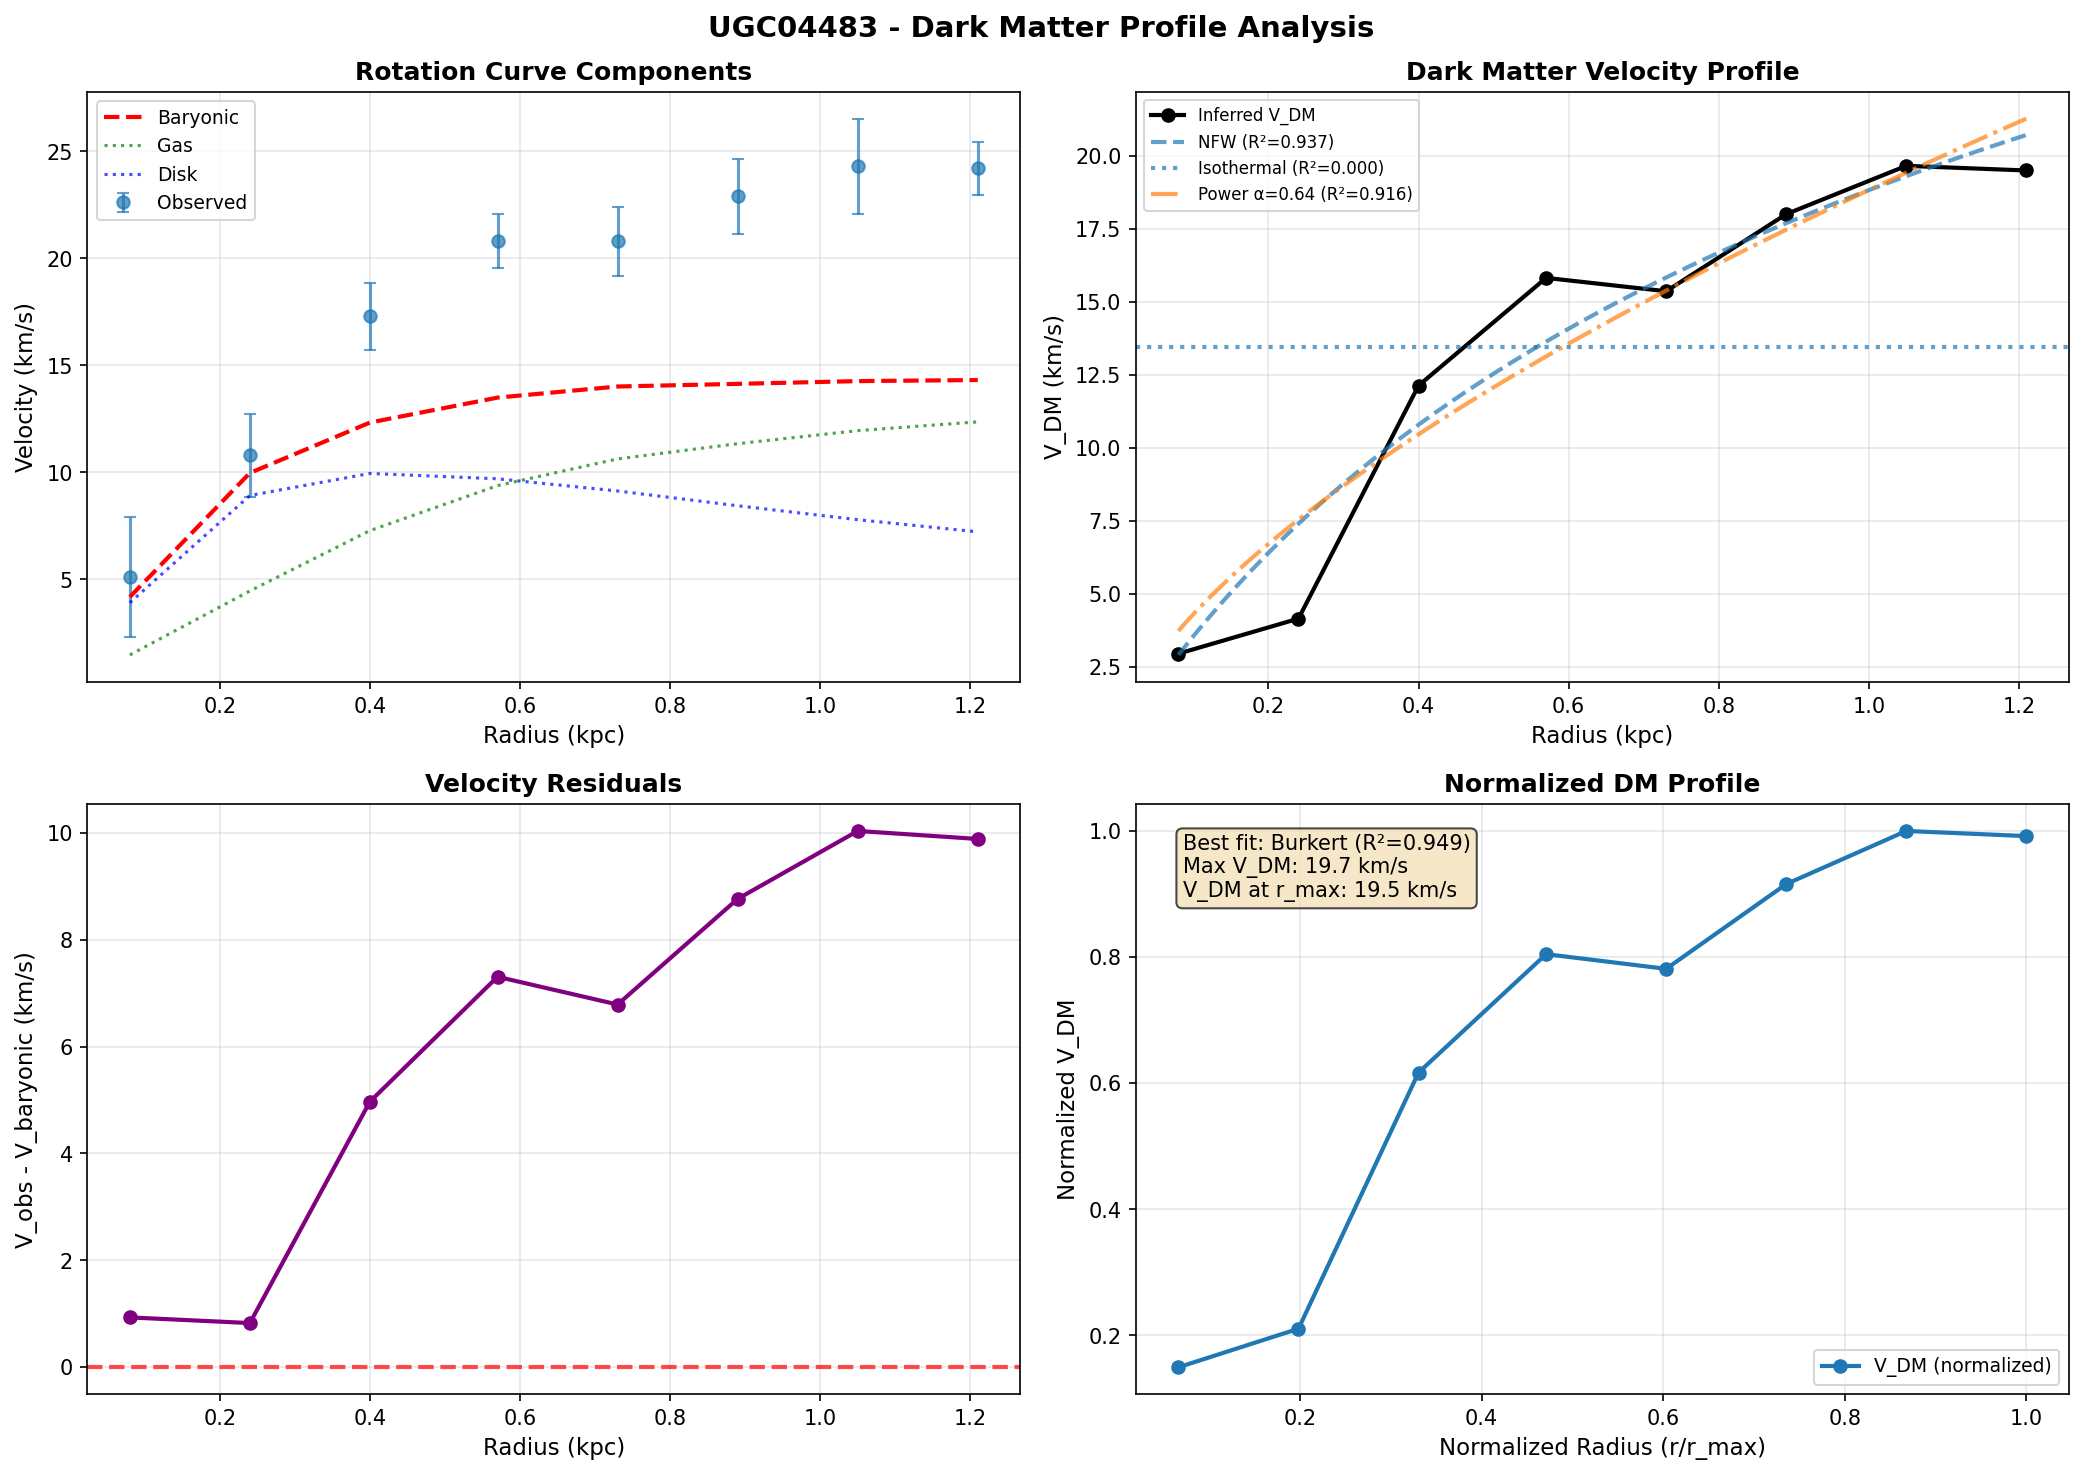 UGC04483 - Dark Matter Profile Analysis
Rotation Curve Components
Baryonic
Gas
Disk
Observed
Velocity (km/s)
25
20
15
10
5
0.2 0.4 0.6 0.8 1.0 1.2
Radius (kpc)
Dark Matter Velocity Profile
Inferred V_DM
NFW (R²=0.937)
Isothermal (R²=0.000)
Power α=0.64 (R²=0.916)
V_DM (km/s)
20.0
17.5
15.0
12.5
10.0
7.5
5.0
2.5
0.2 0.4 0.6 0.8 1.0 1.2
Radius (kpc)
Velocity Residuals
V_obs - V_baryonic (km/s)
10
8
6
4
2
0
0.2 0.4 0.6 0.8 1.0 1.2
Radius (kpc)
Normalized DM Profile
Best fit: Burkert (R²=0.949)
Max V_DM: 19.7 km/s
V_DM at r_max: 19.5 km/s
Normalized V_DM
1.0
0.8
0.6
0.4
0.2
V_DM (normalized)
0.2 0.4 0.6 0.8 1.0
Normalized Radius (r/r_max)